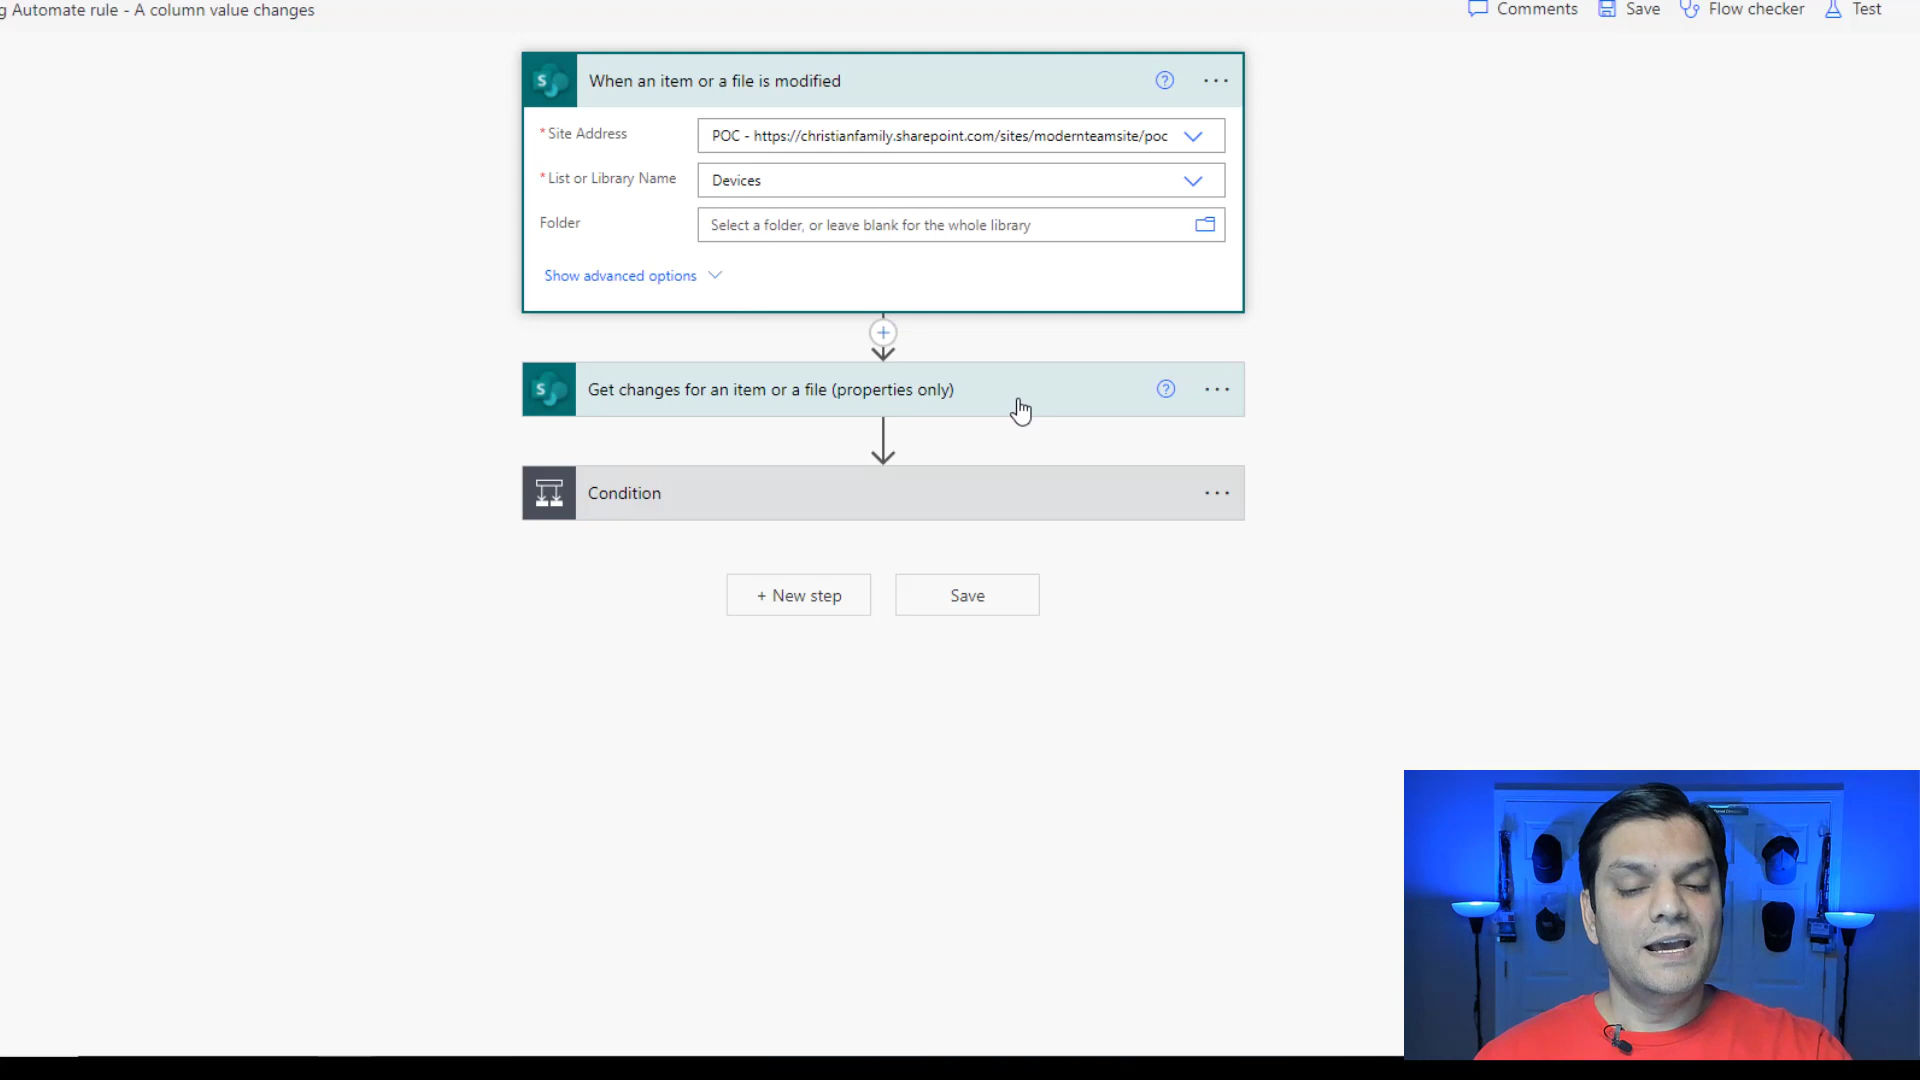 g Automate rule - A column value changes
Comments Save Flow checker Test
When an item or a file is modified ? ...
* Site Address POC - https://christianfamily.sharepoint.com/sites/modernteamsite/poc
* List or Library Name Devices
Folder Select a folder, or leave blank for the whole library
Show advanced options
Get changes for an item or a file (properties only) ? ...
Condition ...
+ New step Save